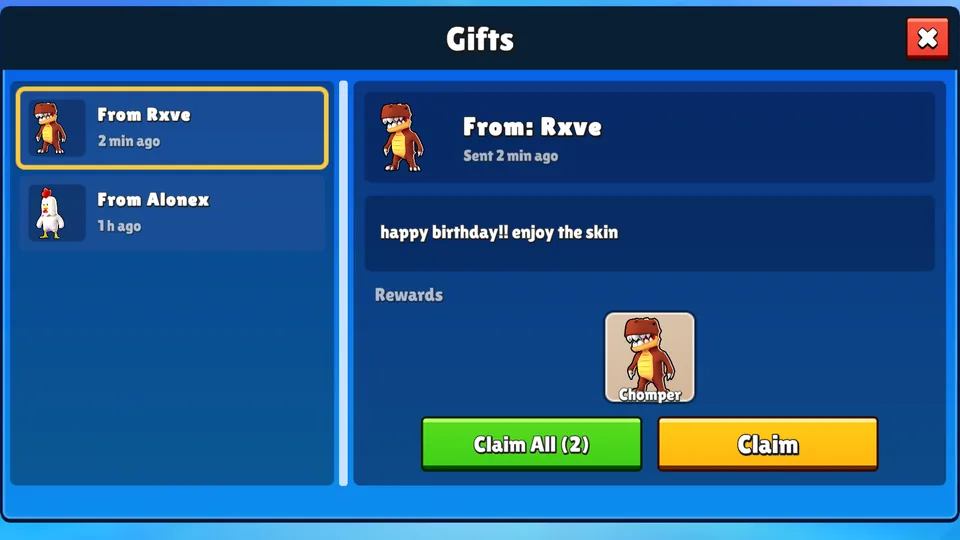 Gifts
From Rxve
2 min ago
From Alonex
1 h ago
From: Rxve
Sent 2 min ago
happy birthday!! enjoy the skin
Rewards
Chomper
Claim All (2)
Claim